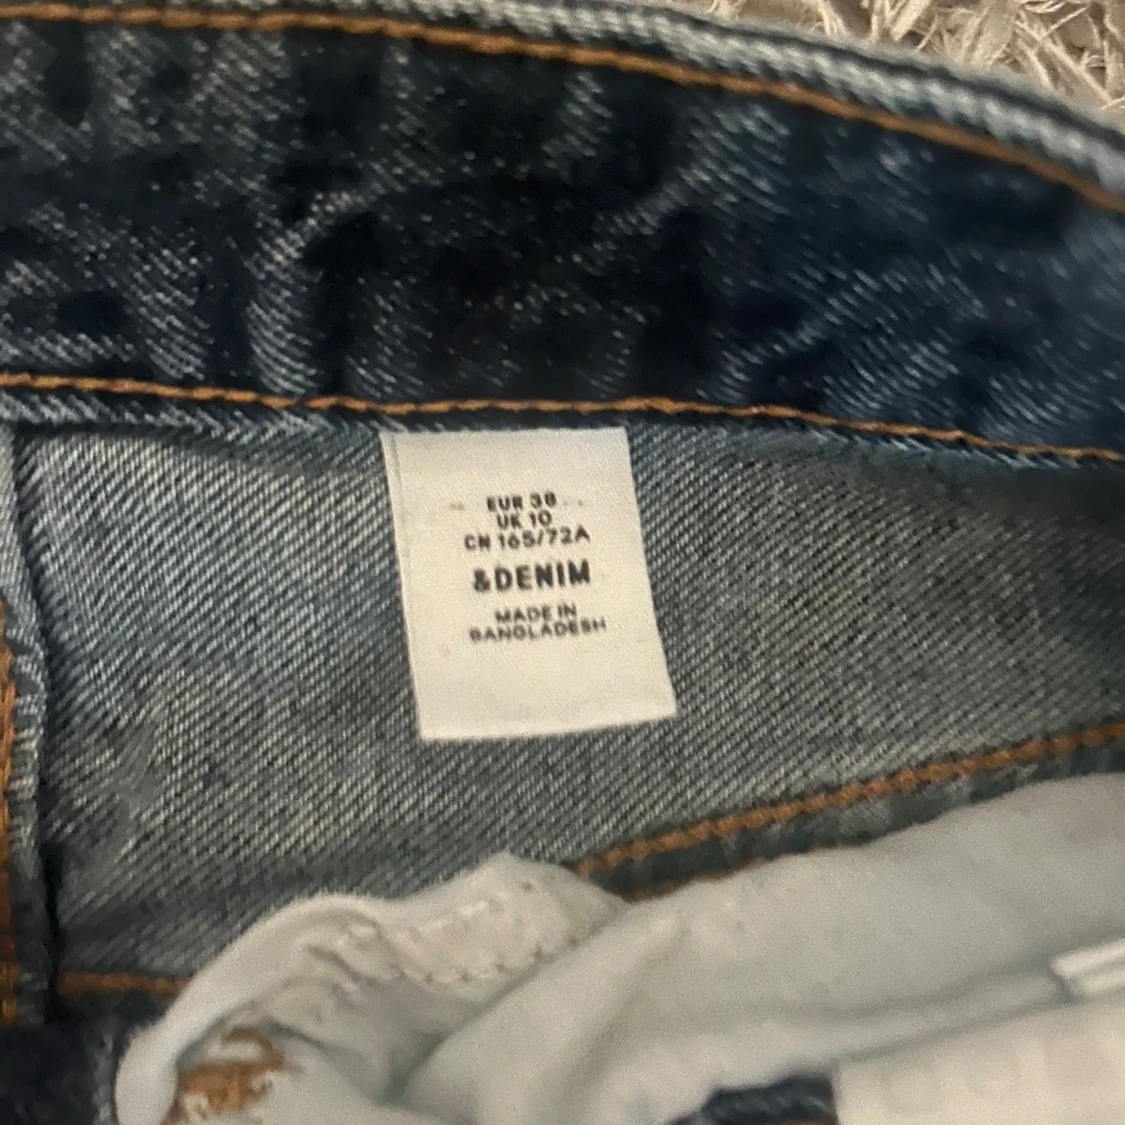 EUR 38
UK 10
CN 165/72A
&DENIM
MADE IN
BANGLADESH